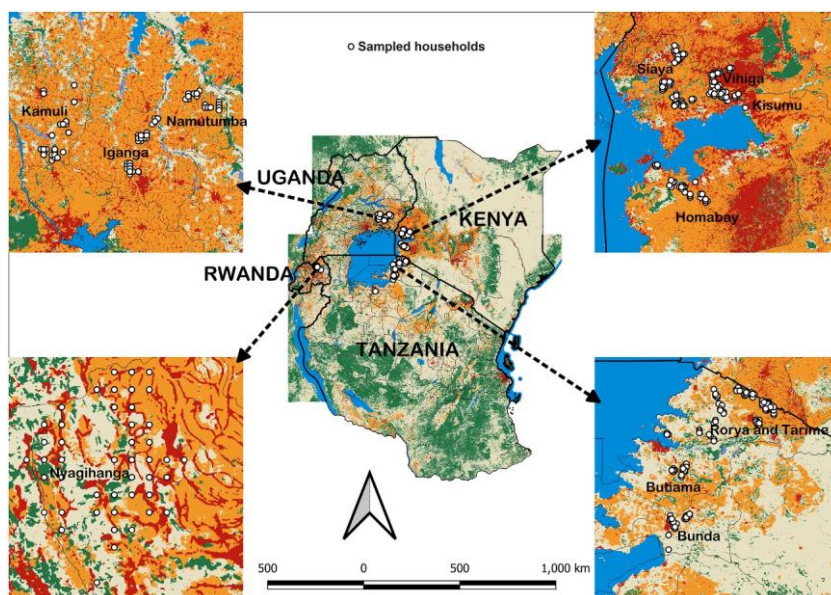 Sampled households
Kamuli
Namutumba
Iganga
Siaya
Vihiga
Kisumu
Homabay
UGANDA
KENYA
RWANDA
TANZANIA
Nyagihanga
Rorya and Tarime
Butiama
Bunda
500 0 500 1,000 km